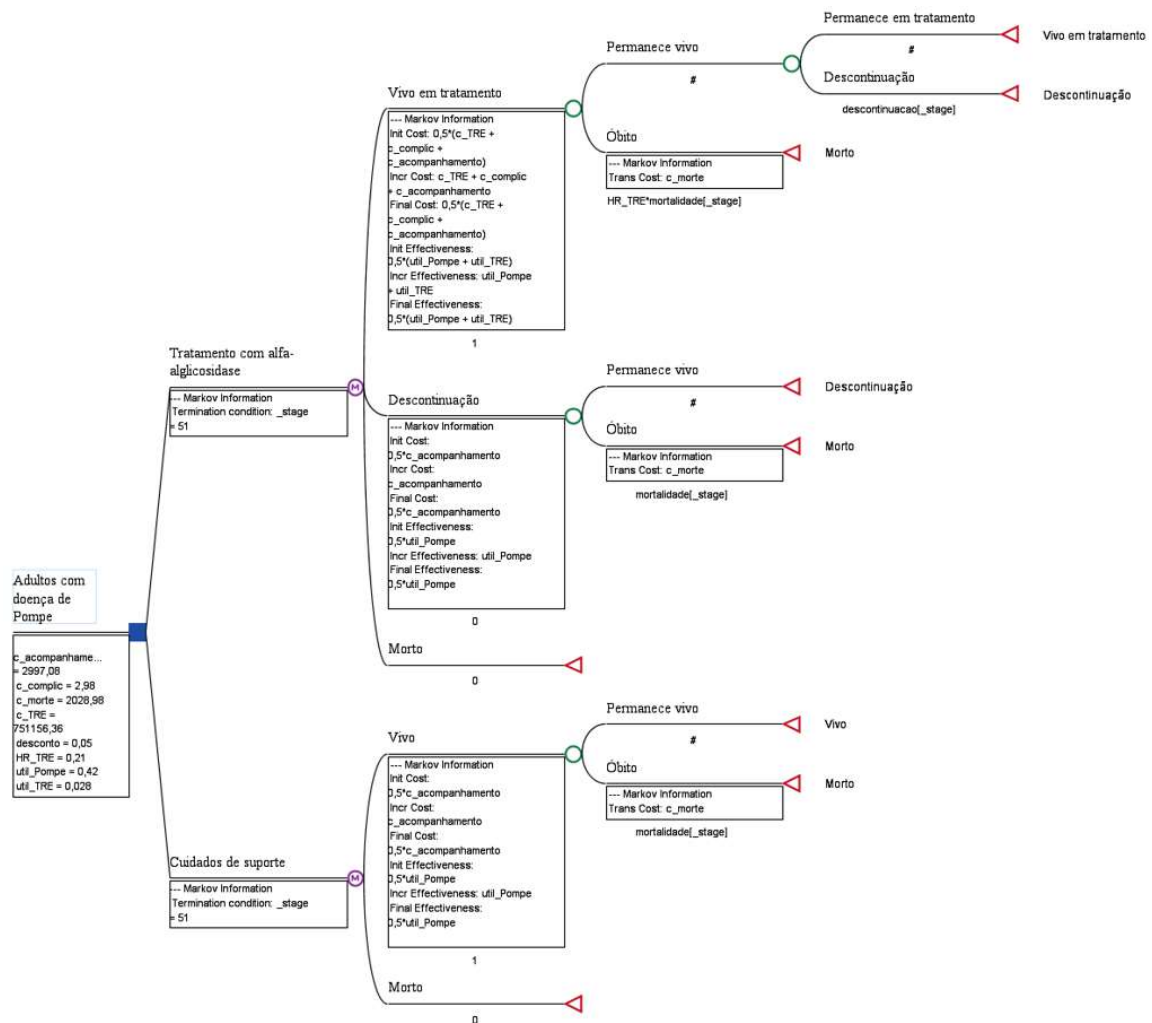 Adultos com
doença de
Pompe
c_acompanhame...
= 2997,08
c_complic = 2,98
c_morte = 2028,98
c_TRE =
751156,36
desconto = 0,05
HR_TRE = 0,21
util_Pompe = 0,42
util_TRE = 0,028
Tratamento com alfa-
alglicosidase
--- Markov Information
Termination condition: _stage
= 51
Vivo em tratamento
--- Markov Information
Init Cost: 0,5*(c_TRE +
c_complic +
c_acompanhamento)
Incr Cost: c_TRE + c_complic
+ c_acompanhamento
Final Cost: 0,5*(c_TRE +
c_complic +
c_acompanhamento)
Init Effectiveness:
0,5*(util_Pompe + util_TRE)
Incr Effectiveness: util_Pompe
+ util_TRE
Final Effectiveness:
0,5*(util_Pompe + util_TRE)
1
Permanece vivo
#
Permanece em tratamento
#
Vivo em tratamento
Descontinuação
descontinuacao[_stage]
Descontinuação
Óbito
--- Markov Information
Trans Cost: c_morte
HR_TRE*mortalidade[_stage]
Morto
Descontinuação
--- Markov Information
Init Cost:
0,5*c_acompanhamento
Incr Cost:
c_acompanhamento
Final Cost:
0,5*c_acompanhamento
Init Effectiveness:
0,5*util_Pompe
Incr Effectiveness: util_Pompe
Final Effectiveness:
0,5*util_Pompe
0
Permanece vivo
#
Descontinuação
Óbito
--- Markov Information
Trans Cost: c_morte
mortalidade[_stage]
Morto
Morto
0
Cuidados de suporte
--- Markov Information
Termination condition: _stage
= 51
Vivo
--- Markov Information
Init Cost:
0,5*c_acompanhamento
Incr Cost:
c_acompanhamento
Final Cost:
0,5*c_acompanhamento
Init Effectiveness:
0,5*util_Pompe
Incr Effectiveness: util_Pompe
Final Effectiveness:
0,5*util_Pompe
1
Permanece vivo
#
Vivo
Óbito
--- Markov Information
Trans Cost: c_morte
mortalidade[_stage]
Morto
Morto
0